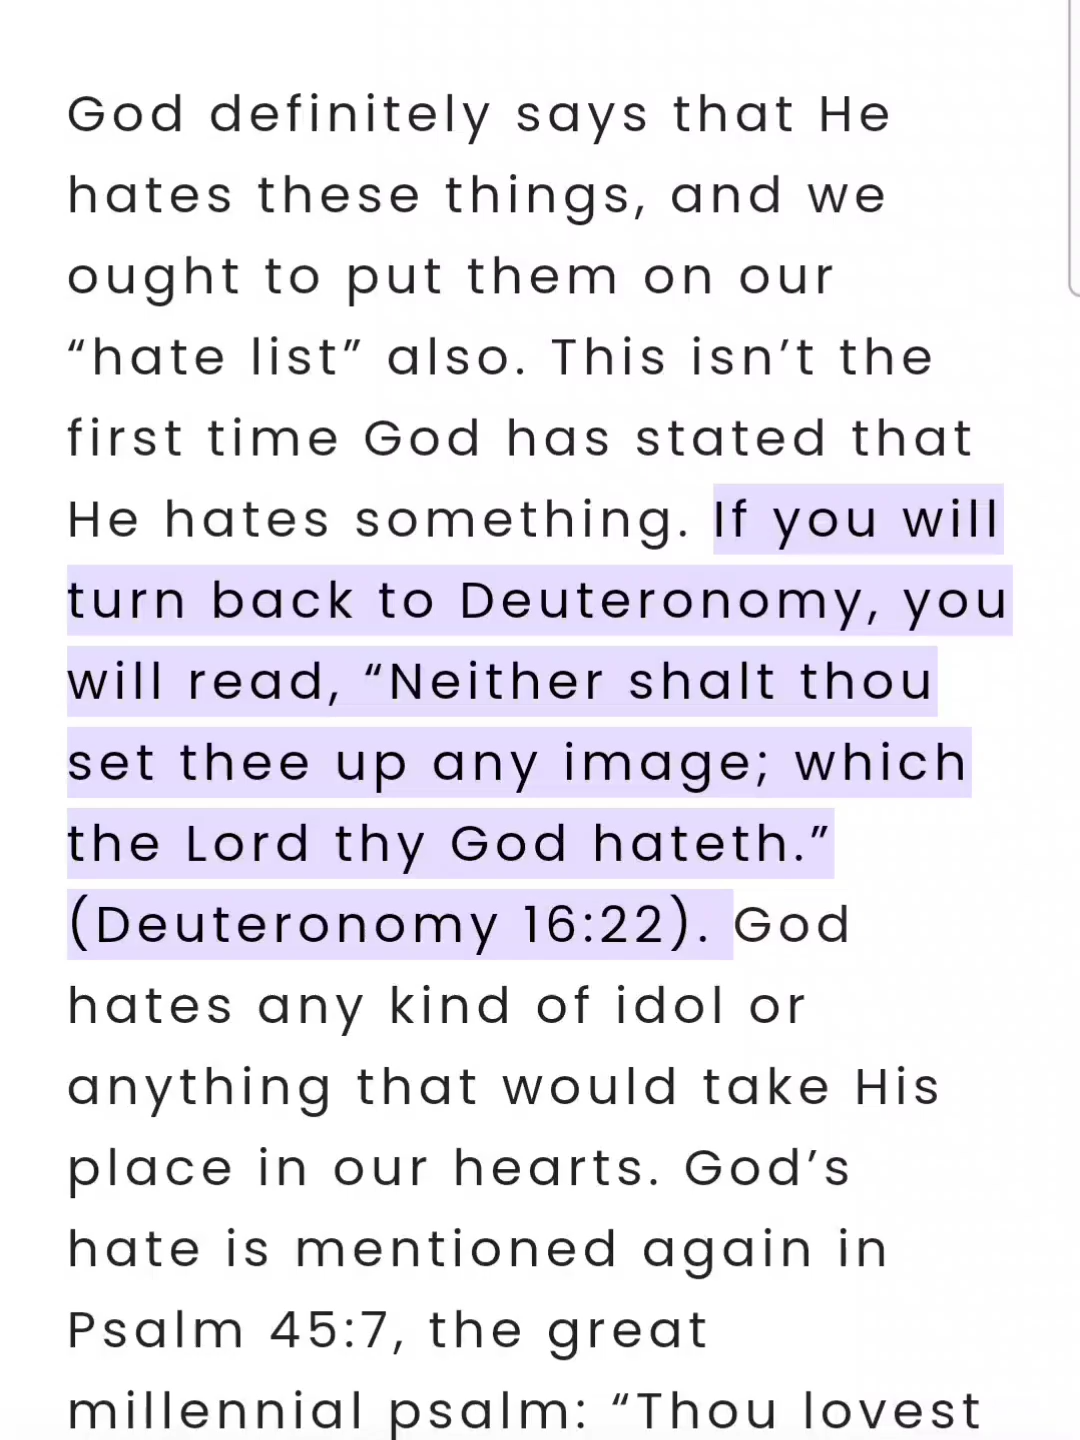 God definitely says that He
hates these things, and we
ought to put them on our
“hate list” also. This isn’t the
first time God has stated that
He hates something. If you will
turn back to Deuteronomy, you
will read, “Neither shalt thou
set thee up any image; which
the Lord thy God hateth.”
(Deuteronomy 16:22). God
hates any kind of idol or
anything that would take His
place in our hearts. God’s
hate is mentioned again in
Psalm 45:7, the great
millennial psalm: “Thou lovest